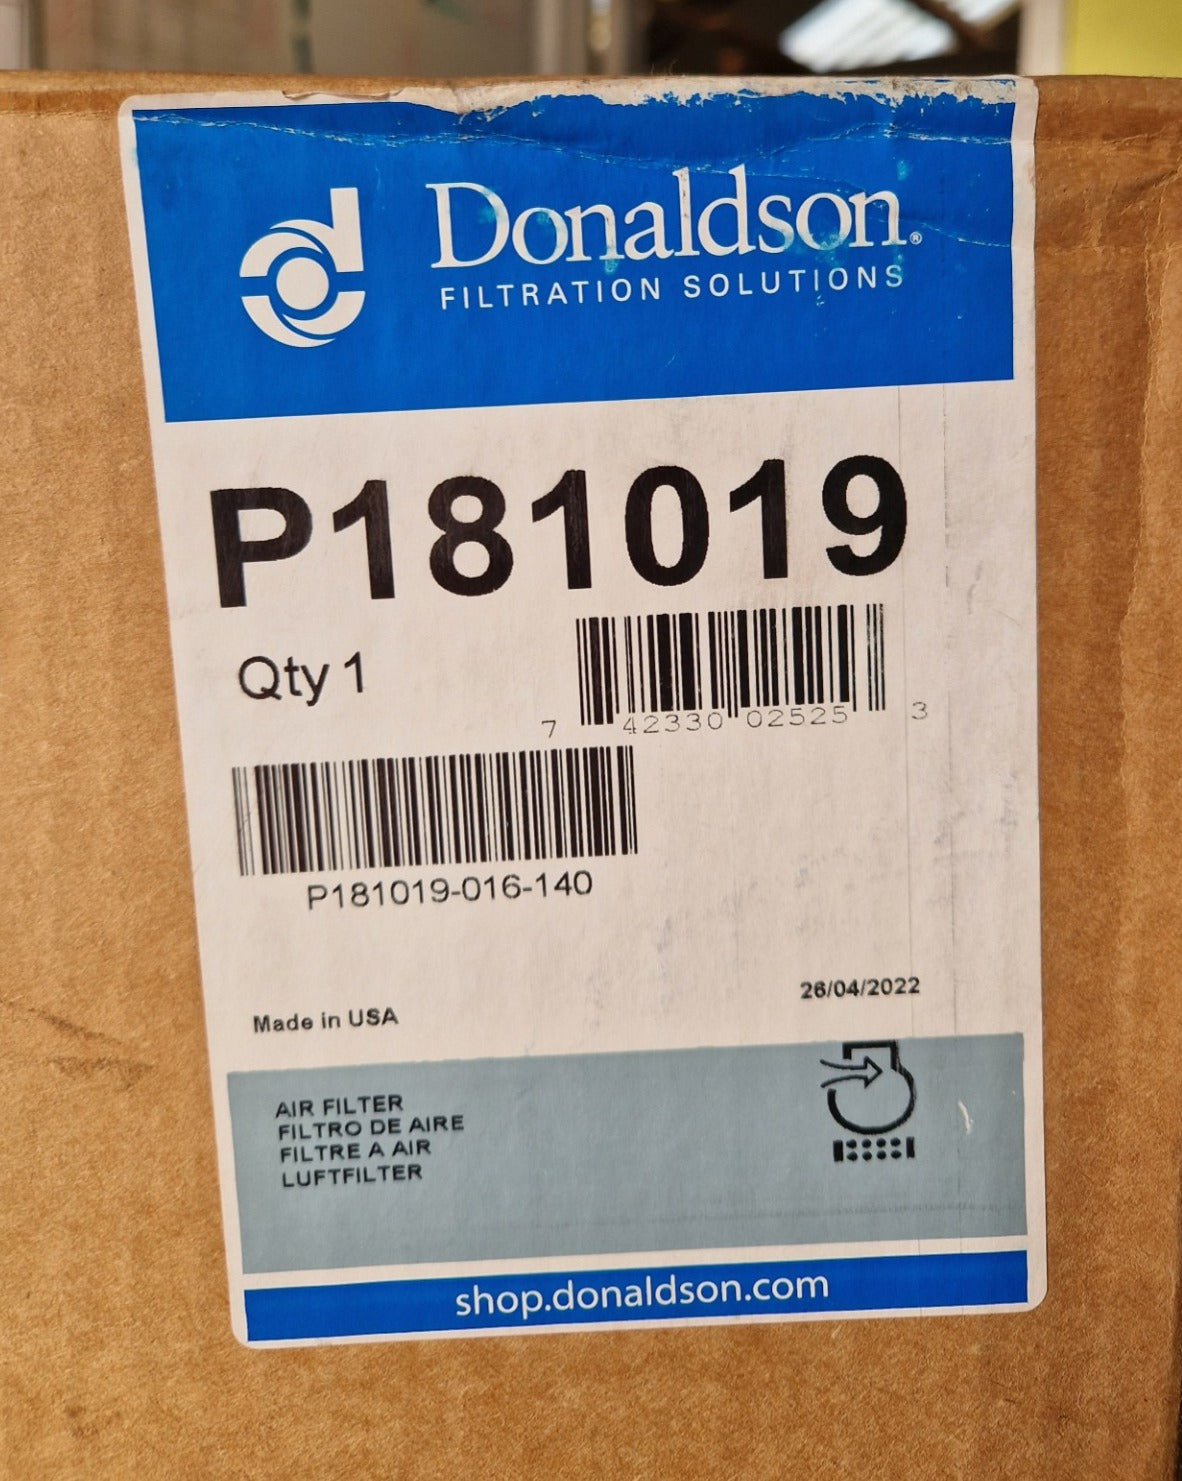 Donaldson®
FILTRATION SOLUTIONS
P181019
Qty 1
7 42330 02525 3
P181019-016-140
26/04/2022
Made in USA
AIR FILTER
FILTRO DE AIRE
FILTRE A AIR
LUFTFILTER
shop.donaldson.com